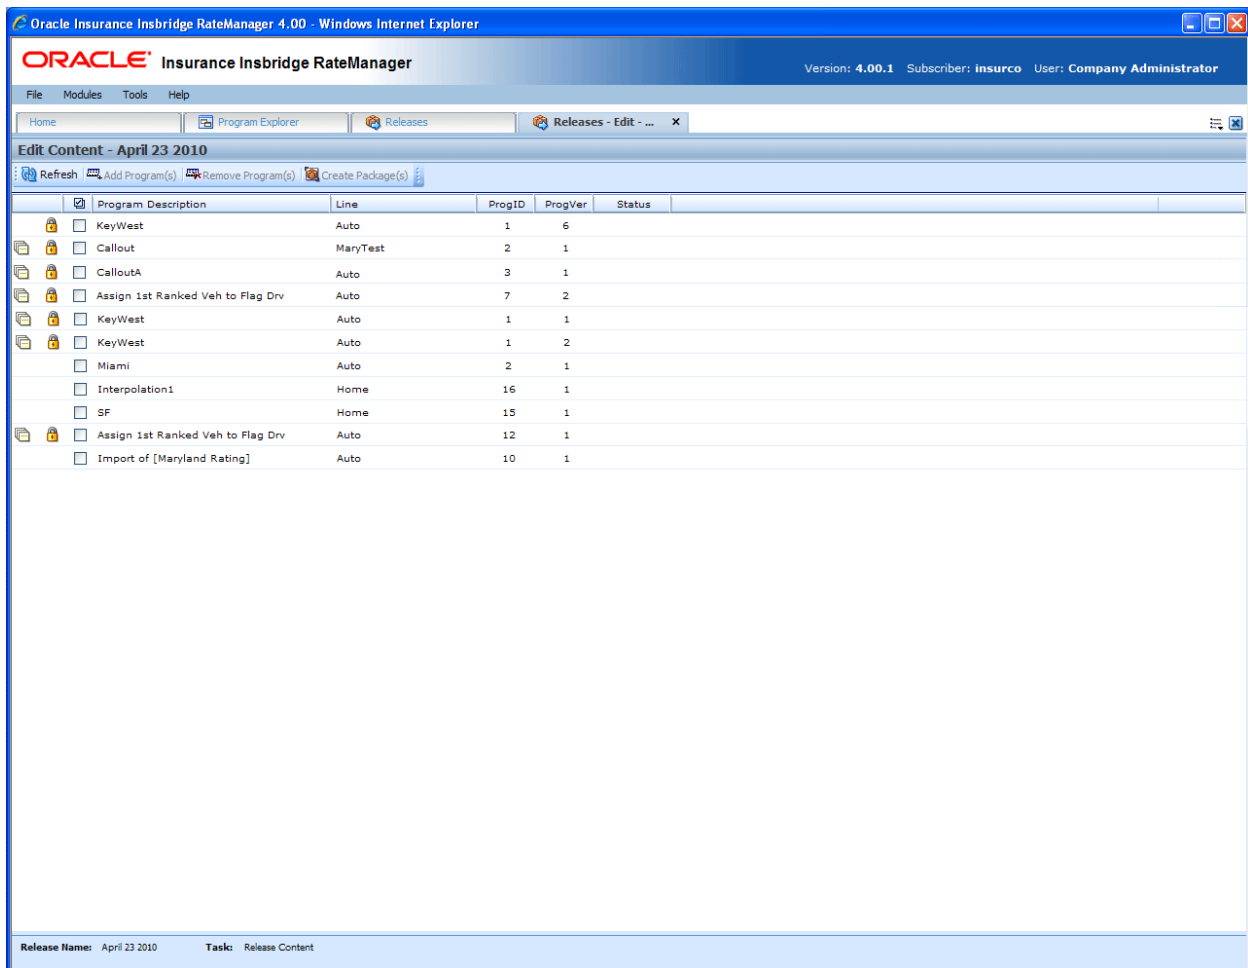 Oracle Insurance Insbridge RateManager 4.00 - Windows Internet Explorer
ORACLE Insurance Insbridge RateManager
Version: 4.00.1 Subscriber: insurco User: Company Administrator
File Modules Tools Help
Home Program Explorer Releases Releases - Edit - ... x
Edit Content - April 23 2010
Refresh Add Program(s) Remove Program(s) Create Package(s)
Program Description Line ProgID ProgVer Status
KeyWest Auto 1 6
Callout MaryTest 2 1
CalloutA Auto 3 1
Assign 1st Ranked Veh to Flag Drv Auto 7 2
KeyWest Auto 1 1
KeyWest Auto 1 2
Miami Auto 2 1
Interpolation1 Home 16 1
SF Home 15 1
Assign 1st Ranked Veh to Flag Drv Auto 12 1
Import of [Maryland Rating] Auto 10 1
Release Name: April 23 2010 Task: Release Content